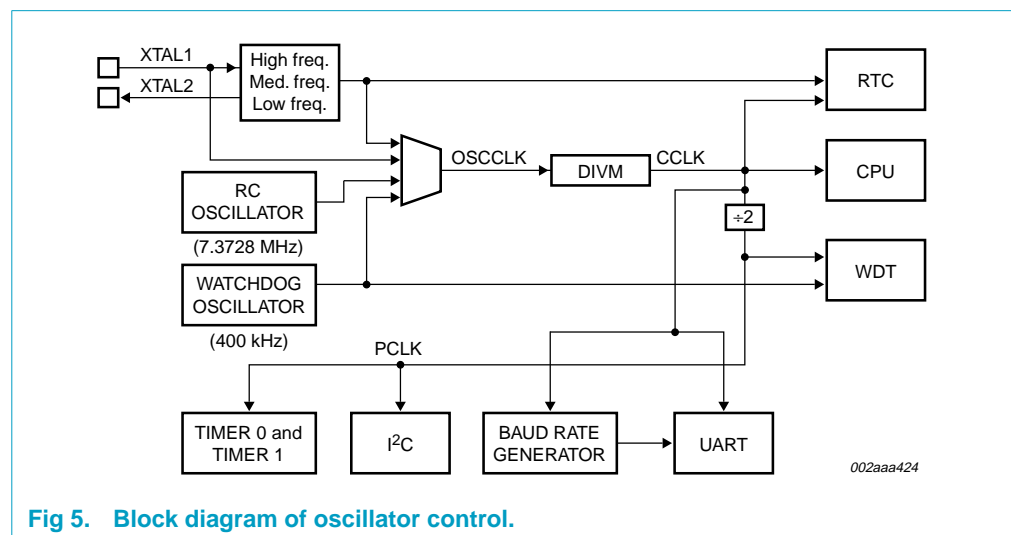 XTAL1
XTAL2
High freq.
Med. freq.
Low freq.
RTC
OSCCLK
DIVM
CCLK
CPU
RC
OSCILLATOR
(7.3728 MHz)
÷2
WATCHDOG
OSCILLATOR
(400 kHz)
WDT
PCLK
TIMER 0 and
TIMER 1
I²C
BAUD RATE
GENERATOR
UART
002aaa424
Fig 5. Block diagram of oscillator control.